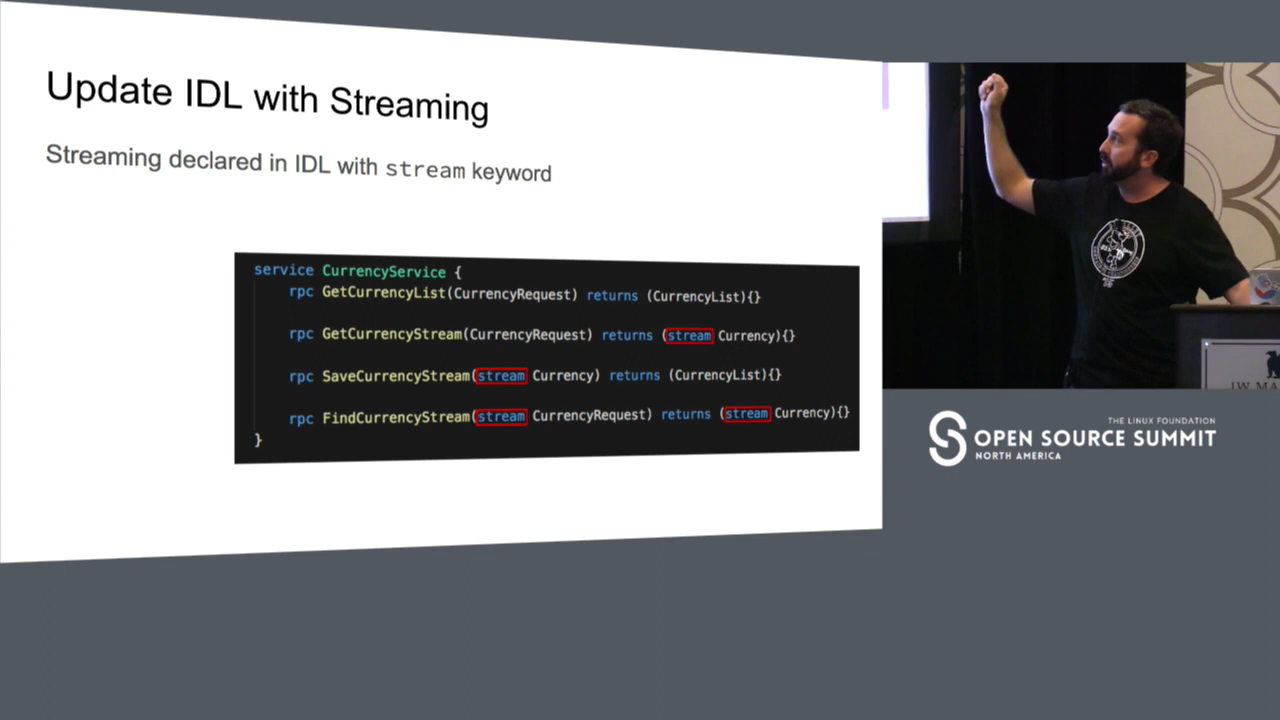 Update IDL with Streaming
Streaming declared in IDL with stream keyword
service CurrencyService {
rpc GetCurrencyList(CurrencyRequest) returns (CurrencyList){}
rpc GetCurrencyStream(CurrencyRequest) returns (stream Currency){}
rpc SaveCurrencyStream(stream Currency) returns (CurrencyList){}
rpc FindCurrencyStream(stream CurrencyRequest) returns (stream Currency){}
}
THE LINUX FOUNDATION
OPEN SOURCE SUMMIT
NORTH AMERICA